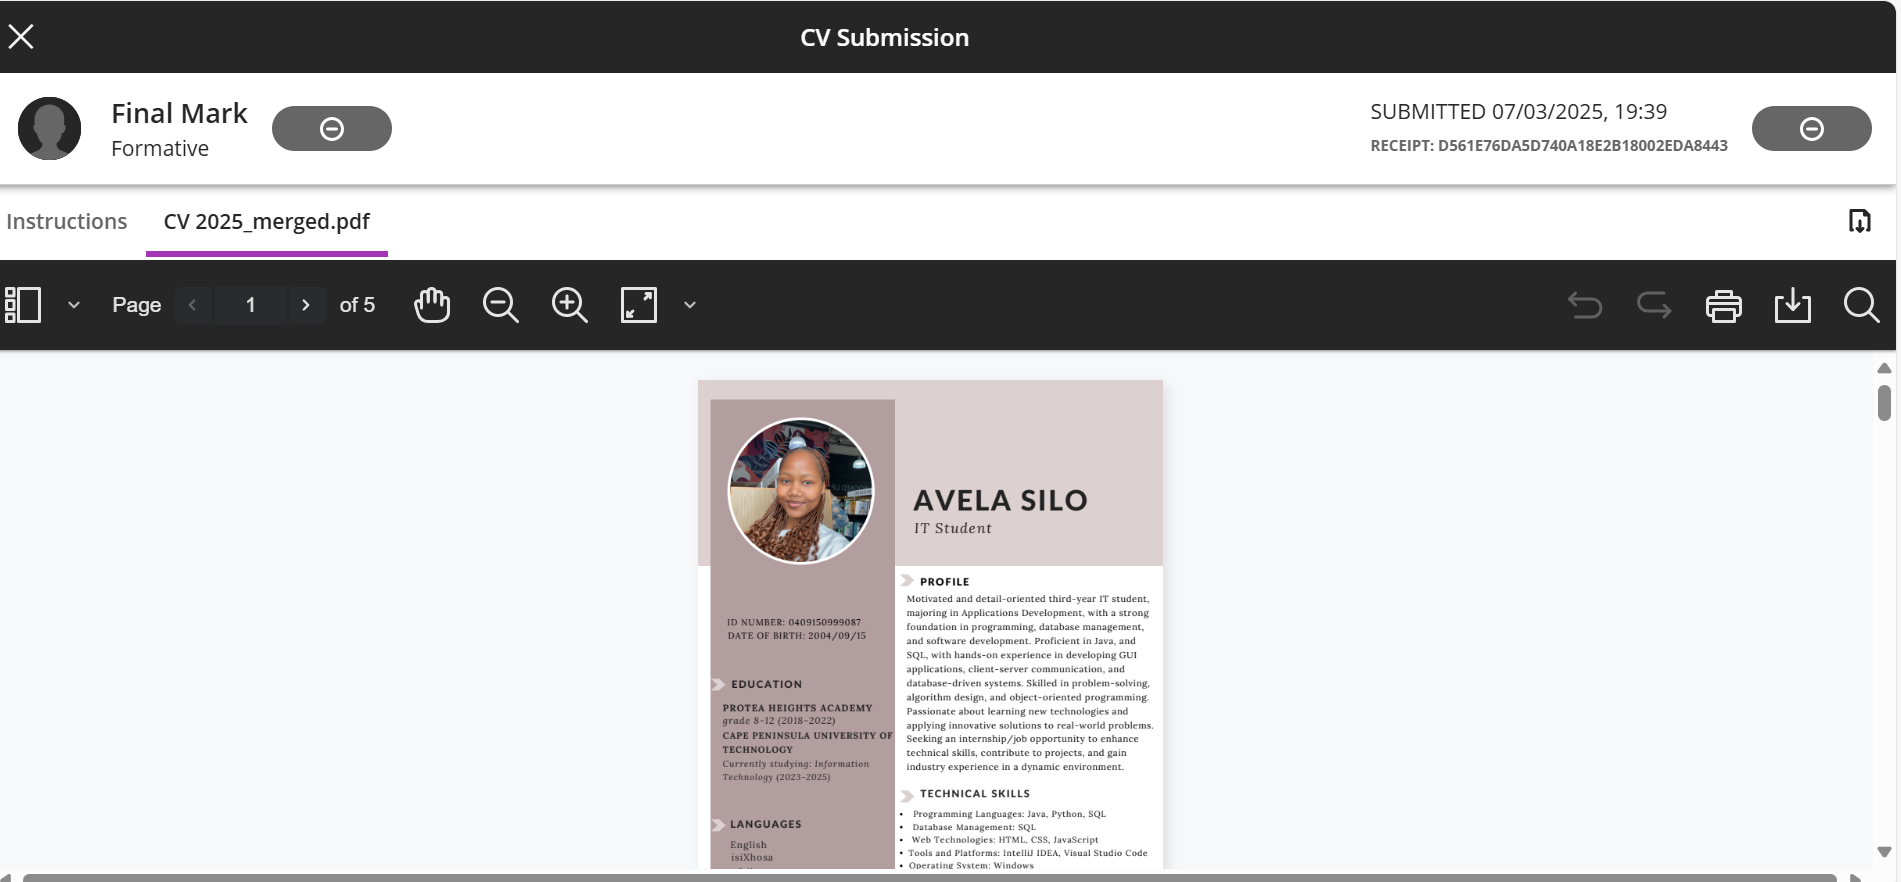 CV Submission
Final Mark
Formative
SUBMITTED 07/03/2025, 19:39
RECEIPT: D561E76DA5D740A18E2B18002EDA8443
Instructions
CV 2025_merged.pdf
Page 1 of 5
AVELA SILO
IT Student
ID NUMBER: 0409150999087
DATE OF BIRTH: 2004/09/15
EDUCATION
PROTEA HEIGHTS ACADEMY
grade 8-12 (2018-2022)
CAPE PENINSULA UNIVERSITY OF
TECHNOLOGY
Currently studying: Information
Technology (2023-2025)
LANGUAGES
English
isiXhosa
PROFILE
Motivated and detail-oriented third-year IT student,
majoring in Applications Development, with a strong
foundation in programming, database management,
and software development. Proficient in Java, and
SQL, with hands-on experience in developing GUI
applications, client-server communication, and
database-driven systems. Skilled in problem-solving,
algorithm design, and object-oriented programming.
Passionate about learning new technologies and
applying innovative solutions to real-world problems.
Seeking an internship/job opportunity to enhance
technical skills, contribute to projects, and gain
industry experience in a dynamic environment.
TECHNICAL SKILLS
• Programming Languages: Java, Python, SQL
• Database Management: SQL
• Web Technologies: HTML, CSS, JavaScript
• Tools and Platforms: IntelliJ IDEA, Visual Studio Code
• Operating System: Windows